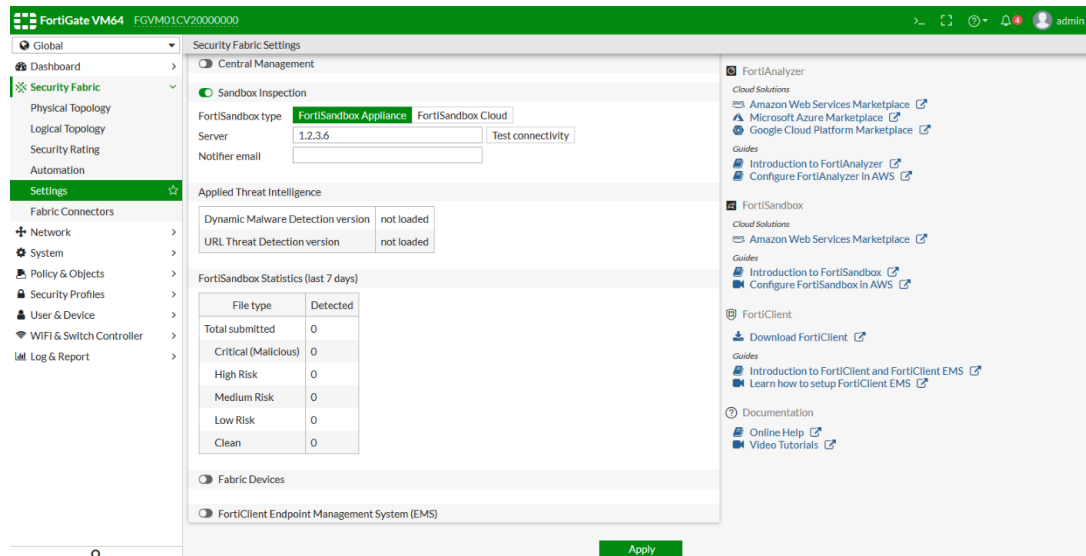 FortiGate VM64 FGVM01CV20000000
>_ 4 admin
Global
Dashboard
Security Fabric
Physical Topology
Logical Topology
Security Rating
Automation
Settings
Fabric Connectors
Network
System
Policy & Objects
Security Profiles
User & Device
WiFi & Switch Controller
Log & Report
Security Fabric Settings
Central Management
Sandbox Inspection
FortiSandbox type FortiSandbox Appliance FortiSandbox Cloud
Server 1.2.3.6 Test connectivity
Notifier email
Applied Threat Intelligence
Dynamic Malware Detection version not loaded
URL Threat Detection version not loaded
FortiSandbox Statistics (last 7 days)
File type Detected
Total submitted 0
Critical (Malicious) 0
High Risk 0
Medium Risk 0
Low Risk 0
Clean 0
Fabric Devices
FortiClient Endpoint Management System (EMS)
Apply
FortiAnalyzer
Cloud Solutions
aws Amazon Web Services Marketplace
Microsoft Azure Marketplace
Google Cloud Platform Marketplace
Guides
Introduction to FortiAnalyzer
Configure FortiAnalyzer in AWS
FortiSandbox
Cloud Solutions
aws Amazon Web Services Marketplace
Guides
Introduction to FortiSandbox
Configure FortiSandbox in AWS
FortiClient
Download FortiClient
Guides
Introduction to FortiClient and FortiClient EMS
Learn how to setup FortiClient EMS
Documentation
Online Help
Video Tutorials